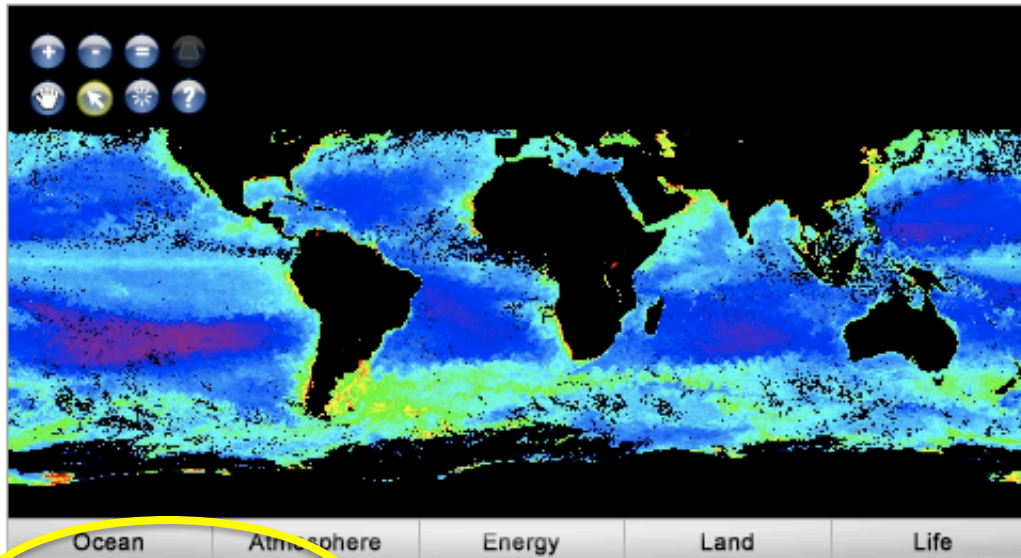 + - =
?
Ocean Atmosphere Energy Land Life